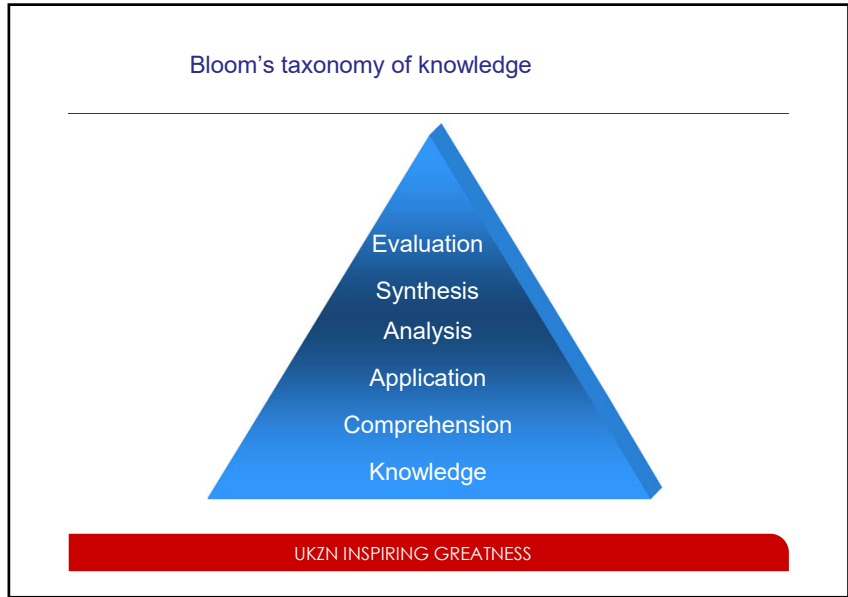 Bloom’s taxonomy of knowledge
Evaluation
Synthesis
Analysis
Application
Comprehension
Knowledge
UKZN INSPIRING GREATNESS